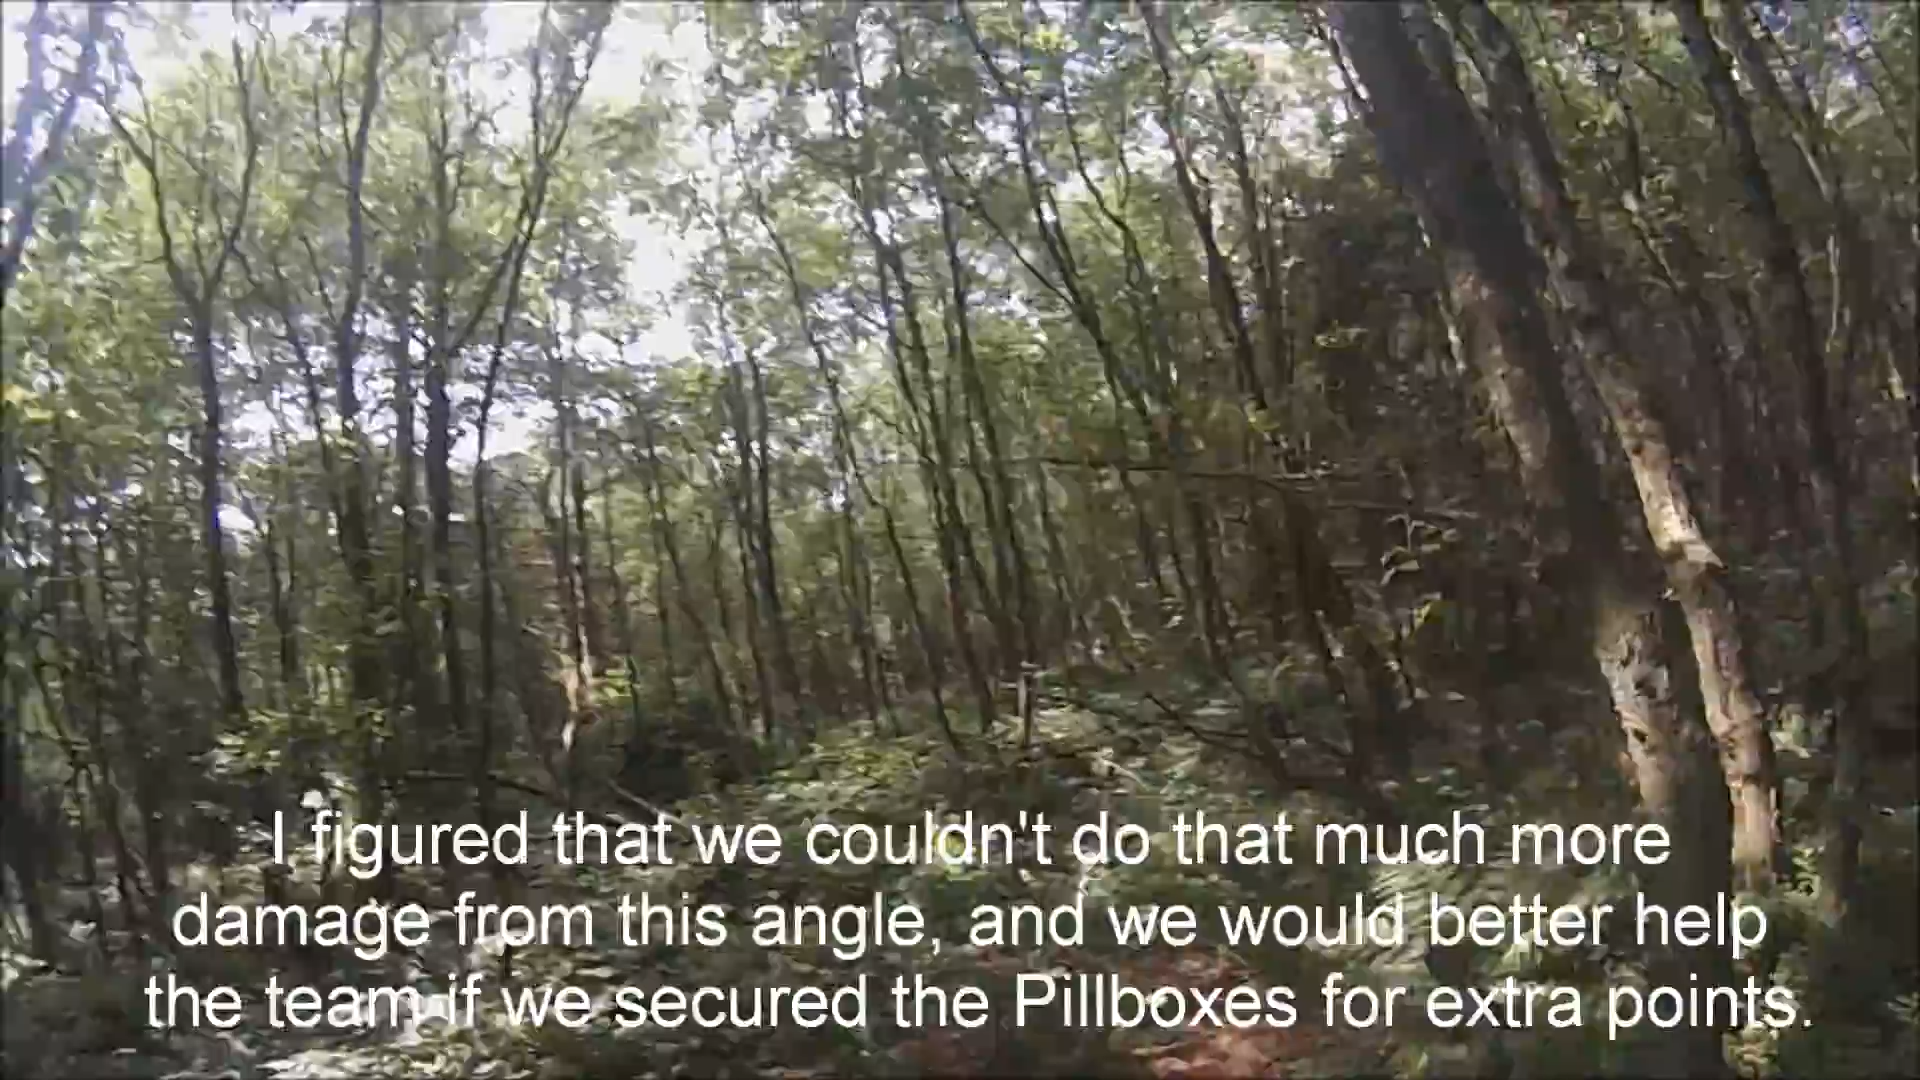 I figured that we couldn't do that much more
damage from this angle, and we would better help
the team if we secured the Pillboxes for extra points.